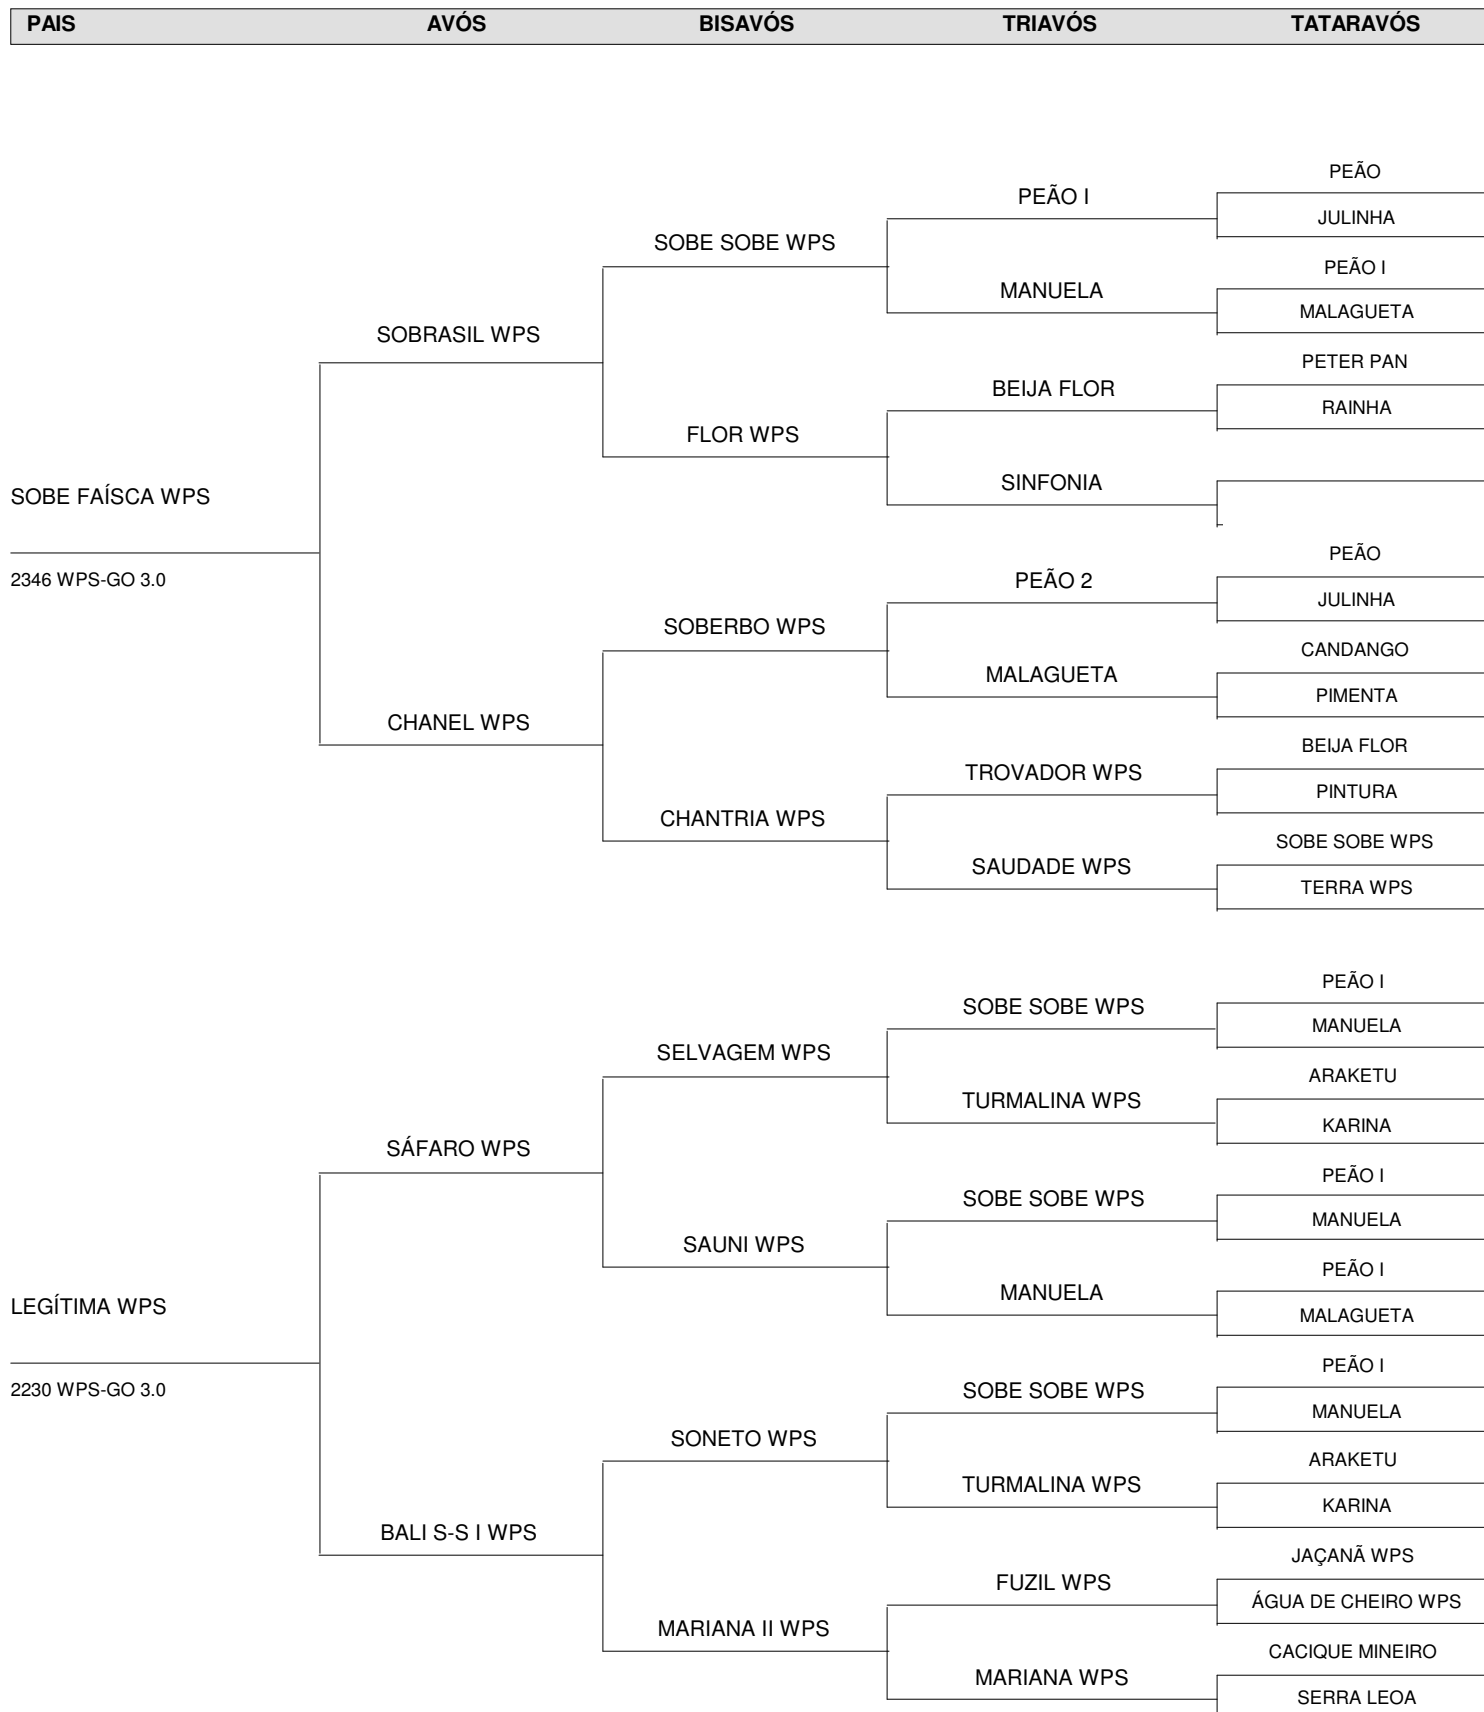 PAIS AVÓS BISAVÓS TRIAVÓS TATARAVÓS
PEÃO
PEÃO I
JULINHA
SOBE SOBE WPS
PEÃO I
MANUELA
MALAGUETA
SOBRASIL WPS
PETER PAN
BEIJA FLOR
RAINHA
FLOR WPS
SINFONIA
SOBE FAÍSCA WPS
PEÃO
2346 WPS-GO 3.0
PEÃO 2
JULINHA
SOBERBO WPS
CANDANGO
MALAGUETA
PIMENTA
CHANEL WPS
BEIJA FLOR
TROVADOR WPS
PINTURA
CHANTRIA WPS
SOBE SOBE WPS
SAUDADE WPS
TERRA WPS
PEÃO I
SOBE SOBE WPS
MANUELA
SELVAGEM WPS
ARAKETU
TURMALINA WPS
KARINA
SÁFARO WPS
PEÃO I
SOBE SOBE WPS
MANUELA
SAUNI WPS
PEÃO I
MANUELA
LEGÍTIMA WPS
MALAGUETA
PEÃO I
2230 WPS-GO 3.0
SOBE SOBE WPS
MANUELA
SONETO WPS
ARAKETU
TURMALINA WPS
KARINA
BALI S-S I WPS
JAÇANÃ WPS
FUZIL WPS
ÁGUA DE CHEIRO WPS
MARIANA II WPS
CACIQUE MINEIRO
MARIANA WPS
SERRA LEOA